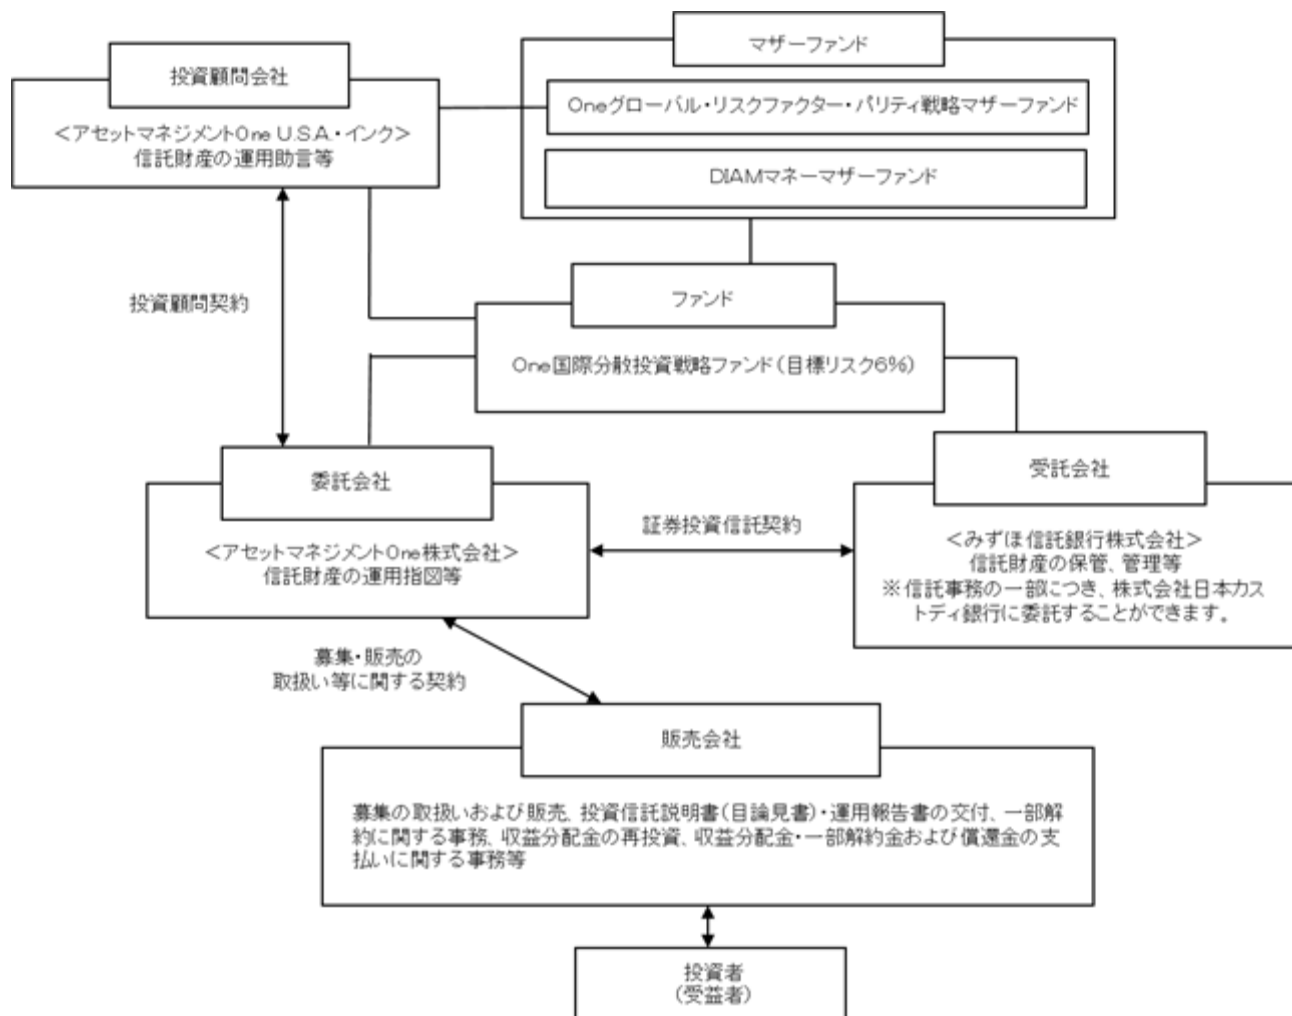 マザーファンド
投資顧問会社
Oneグローバル・リスクファクター・パリティ戦略マザーファンド
＜アセットマネジメントOne U.S.A.・インク＞
信託財産の運用助言等
DIAMマネーマザーファンド
投資顧問契約
ファンド
One国際分散投資戦略ファンド（目標リスク6％）
委託会社
受託会社
証券投資信託契約
＜アセットマネジメントOne株式会社＞
信託財産の運用指図等
＜みずほ信託銀行株式会社＞
信託財産の保管、管理等
※信託事務の一部につき、株式会社日本カス
トディ銀行に委託することができます。
募集・販売の
取扱い等に関する契約
販売会社
募集の取扱いおよび販売、投資信託説明書（目論見書）・運用報告書の交付、一部解
約に関する事務、収益分配金の再投資、収益分配金・一部解約金および償還金の支
払いに関する事務等
投資者
（受益者）